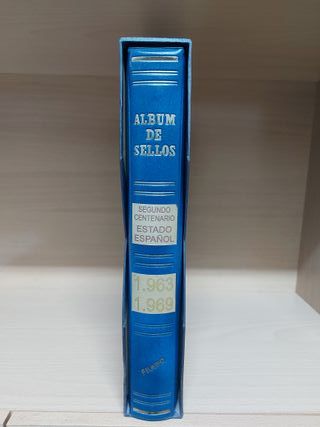 ALBUM
DE
SELLOS
SEGUNDO
CENTENARIO
ESTADO
ESPAÑOL
1.963
1.969